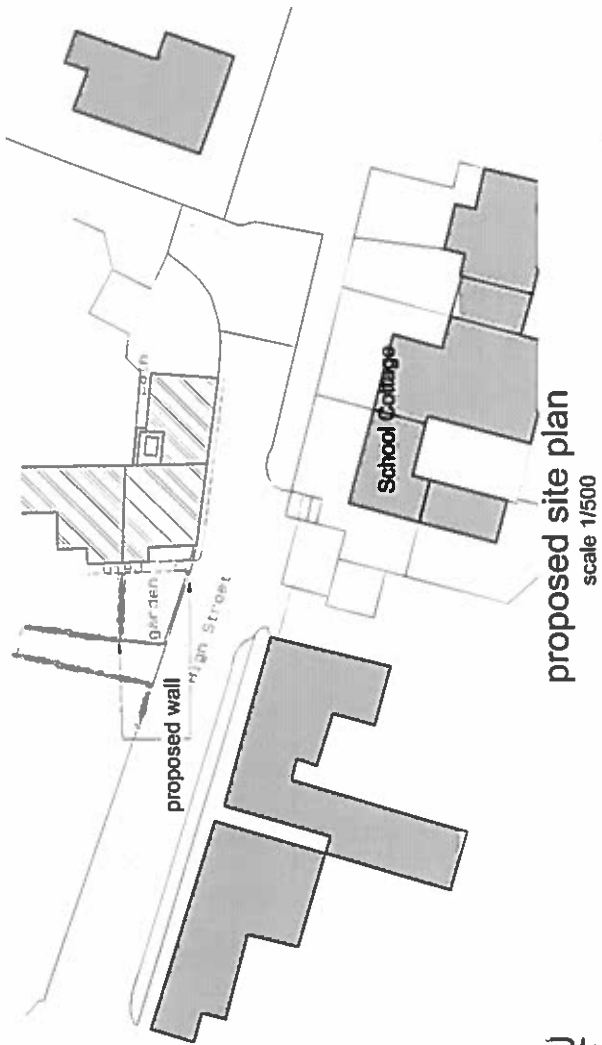 garden
High Street
proposed wall
School Cottage
proposed site plan
scale 1/500